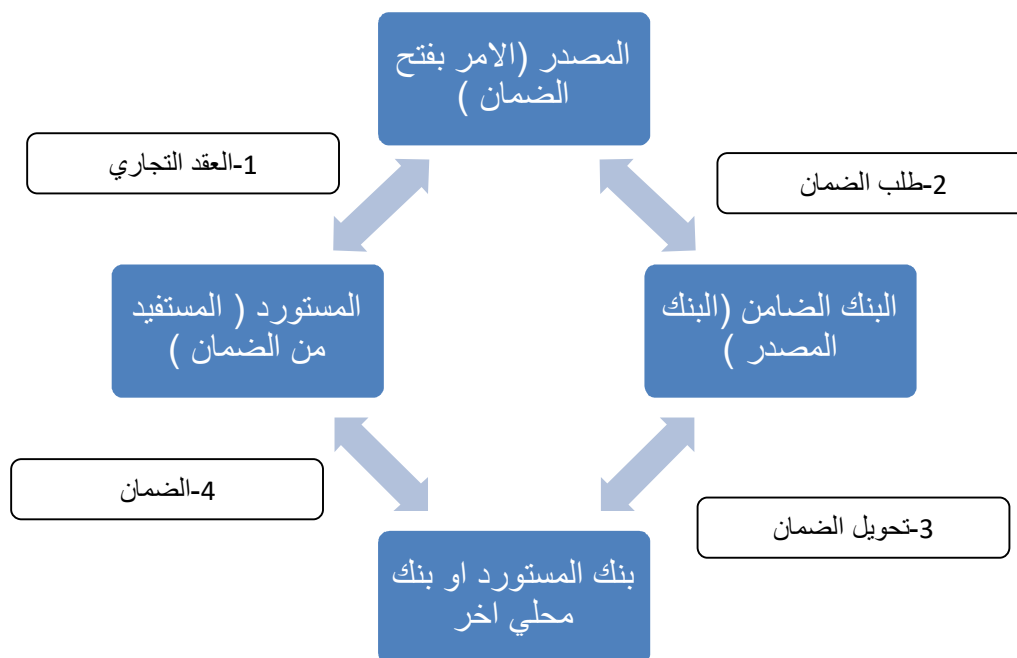 المصدر (الامر بفتح
الضمان )
1-العقد التجاري
2-طلب الضمان
المستورد ( المستفيد
من الضمان )
البنك الضامن (البنك
المصدر )
4-الضمان
3-تحويل الضمان
بنك المستورد او بنك
محلي اخر